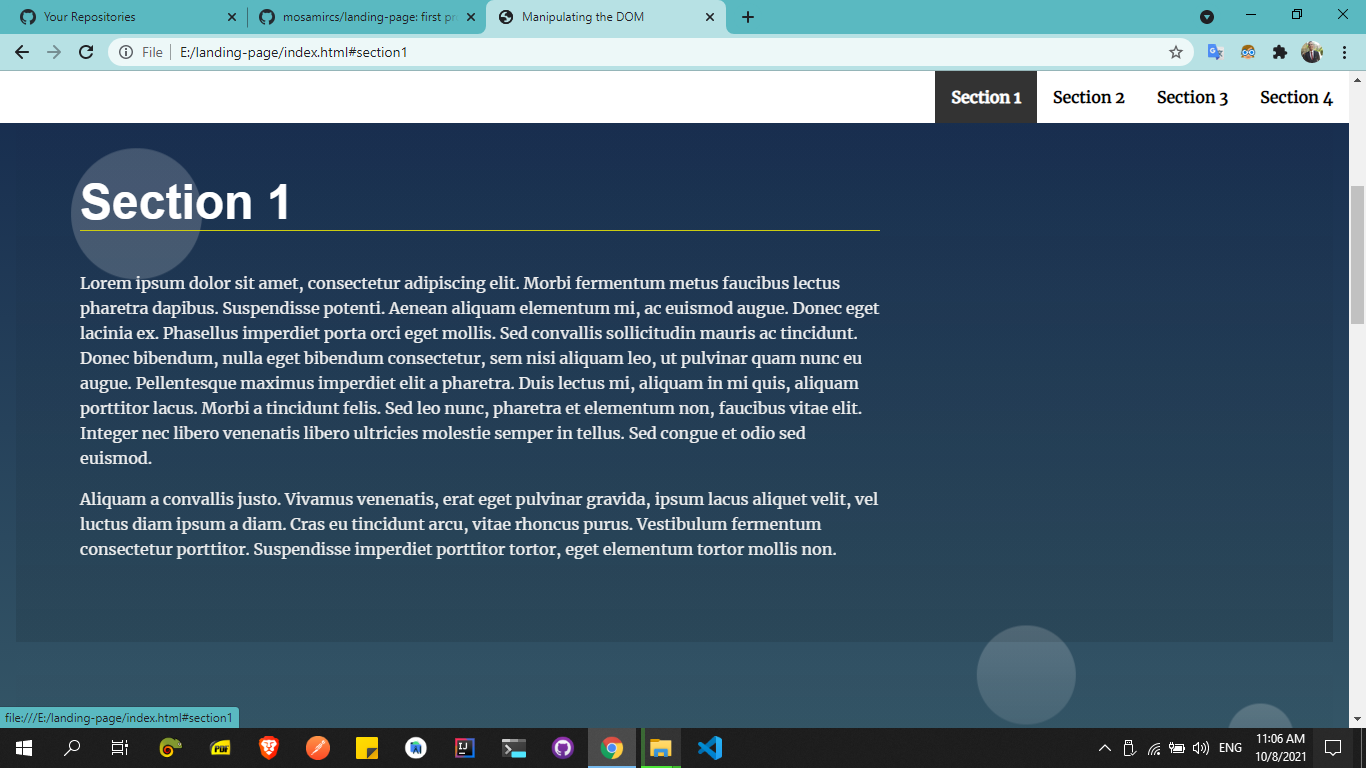 Your Repositories
mosamircs/landing-page: first pr
Manipulating the DOM
File
E:/landing-page/index.html#section1
Section 1 Section 2 Section 3 Section 4
Section 1
Lorem ipsum dolor sit amet, consectetur adipiscing elit. Morbi fermentum metus faucibus lectus
pharetra dapibus. Suspendisse potenti. Aenean aliquam elementum mi, ac euismod augue. Donec eget
lacinia ex. Phasellus imperdiet porta orci eget mollis. Sed convallis sollicitudin mauris ac tincidunt.
Donec bibendum, nulla eget bibendum consectetur, sem nisi aliquam leo, ut pulvinar quam nunc eu
augue. Pellentesque maximus imperdiet elit a pharetra. Duis lectus mi, aliquam in mi quis, aliquam
porttitor lacus. Morbi a tincidunt felis. Sed leo nunc, pharetra et elementum non, faucibus vitae elit.
Integer nec libero venenatis libero ultricies molestie semper in tellus. Sed congue et odio sed
euismod.
Aliquam a convallis justo. Vivamus venenatis, erat eget pulvinar gravida, ipsum lacus aliquet velit, vel
luctus diam ipsum a diam. Cras eu tincidunt arcu, vitae rhoncus purus. Vestibulum fermentum
consectetur porttitor. Suspendisse imperdiet porttitor tortor, eget elementum tortor mollis non.
file:///E:/landing-page/index.html#section1
PDF
IJ
ENG
11:06 AM
10/8/2021